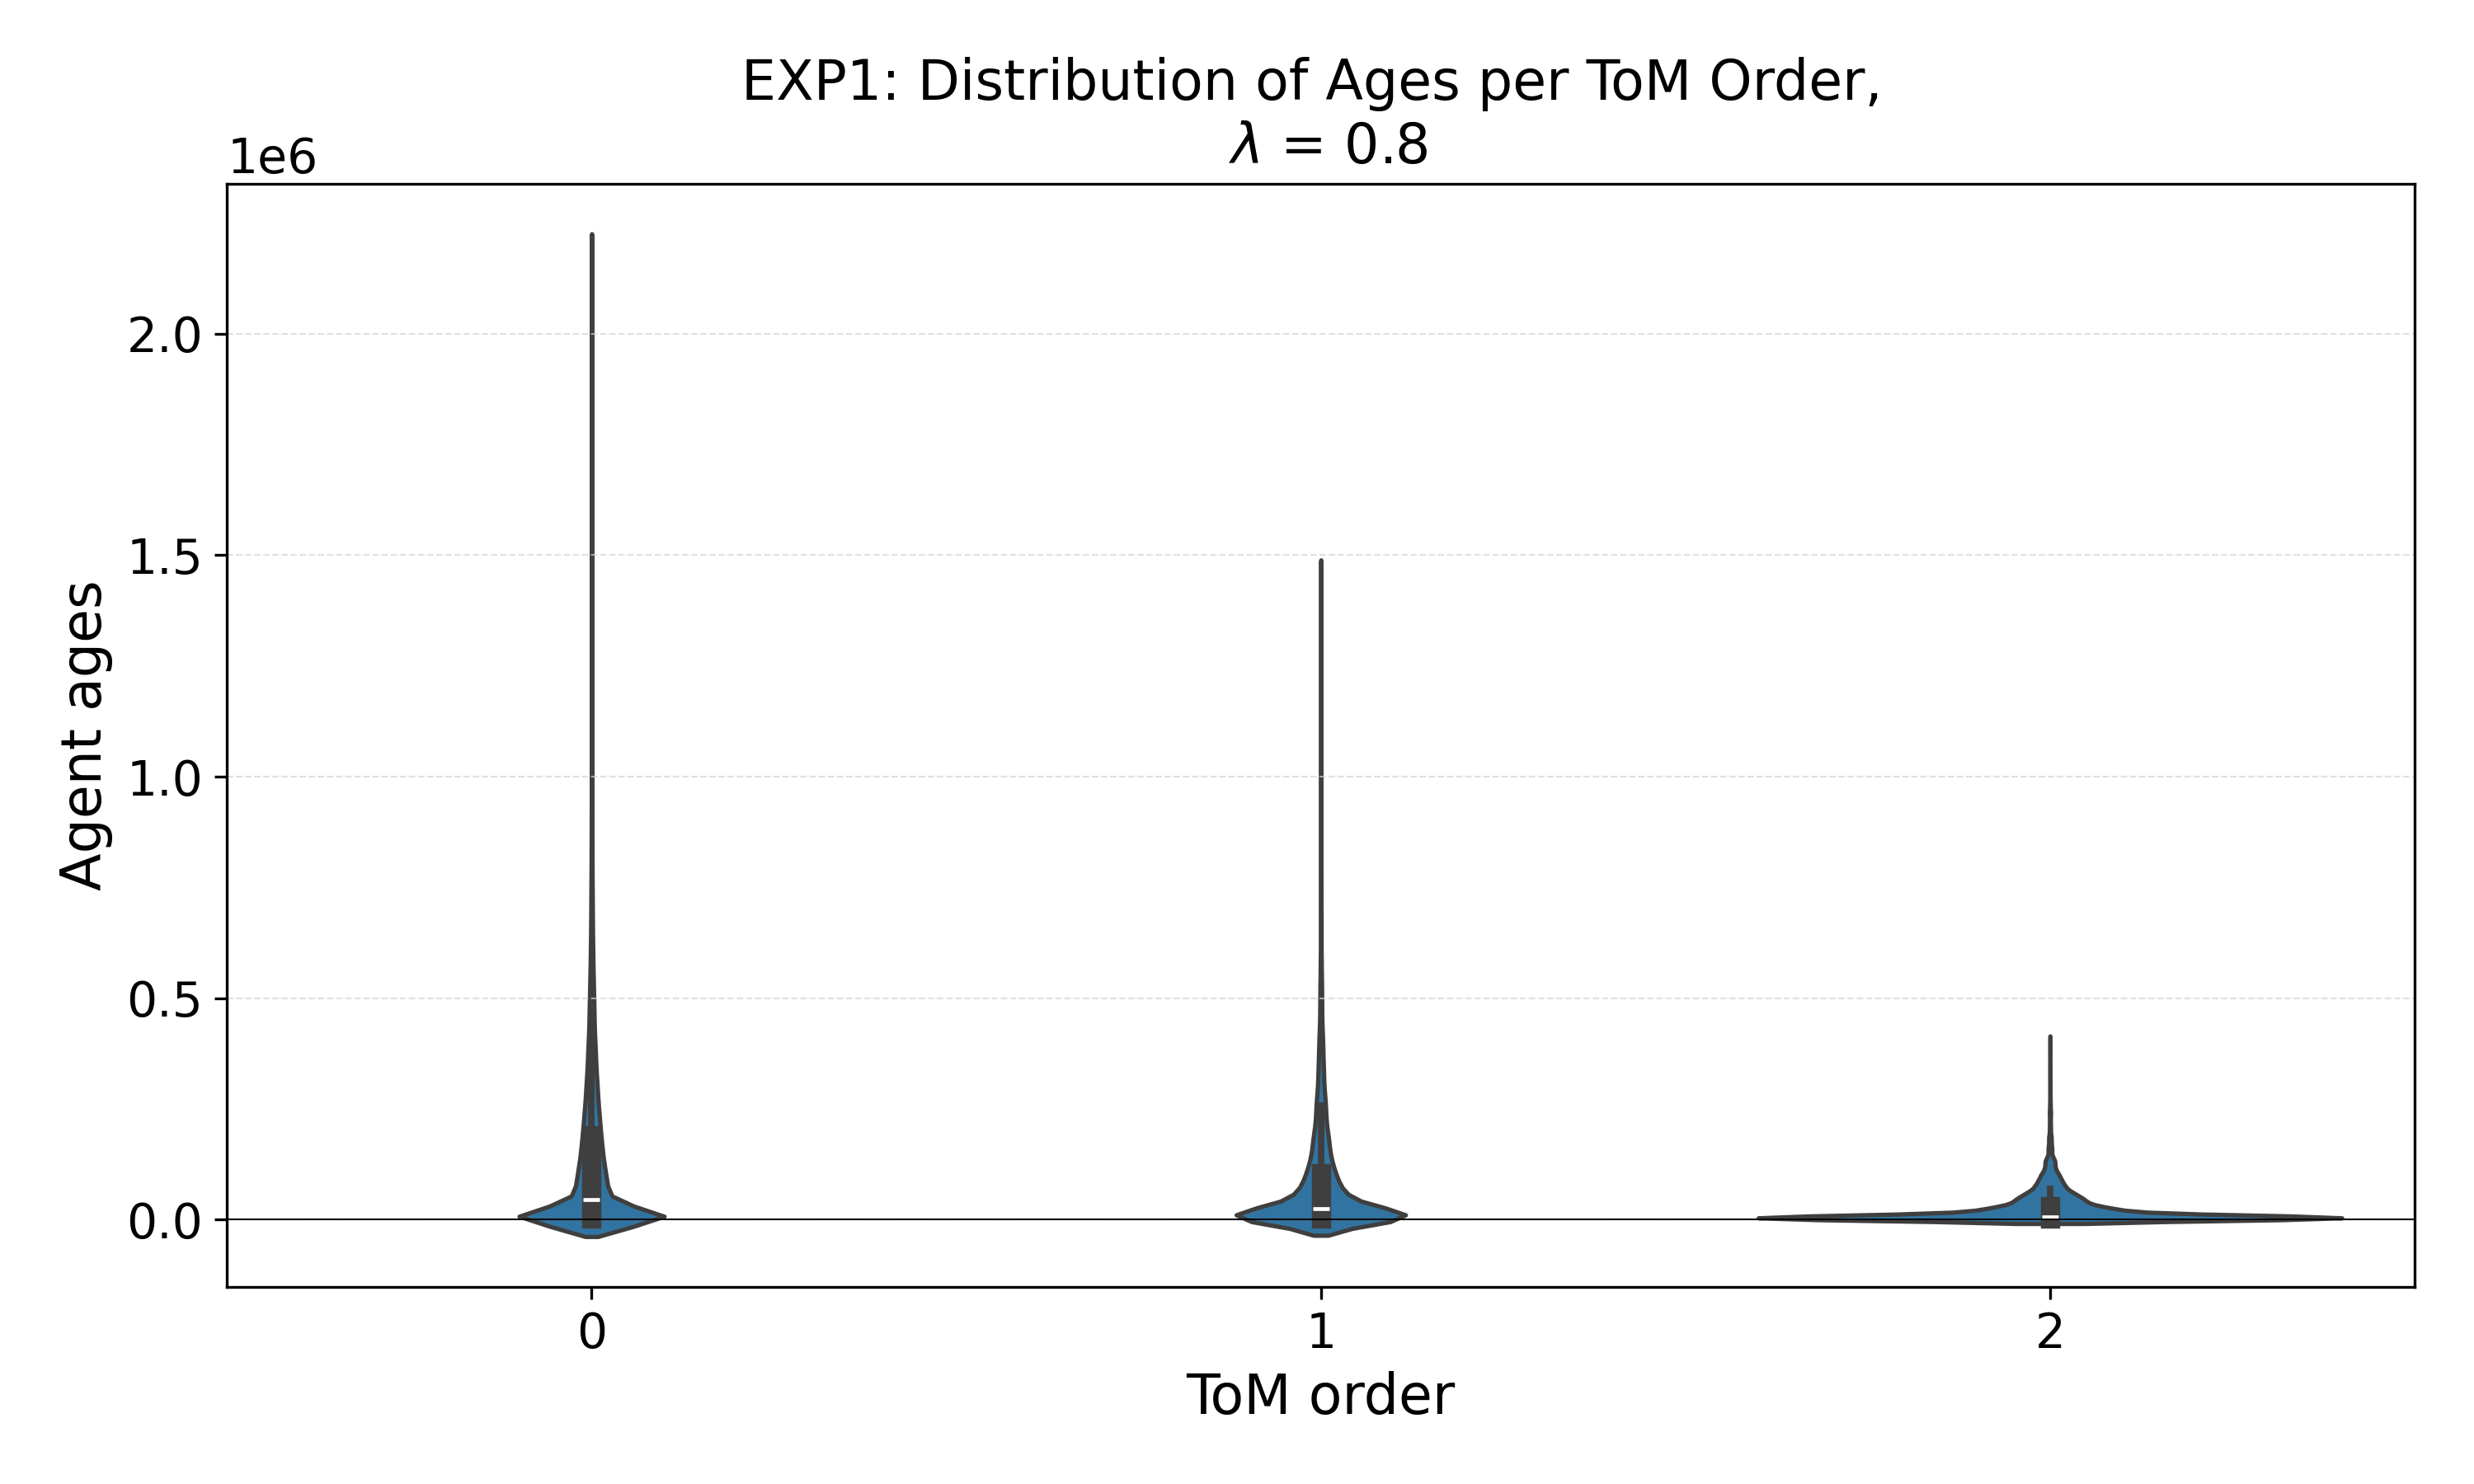 EXP1: Distribution of Ages per ToM Order,
λ = 0.8
1e6
2.0
1.5
1.0
0.5
0.0
Agent ages
0
1
2
ToM order